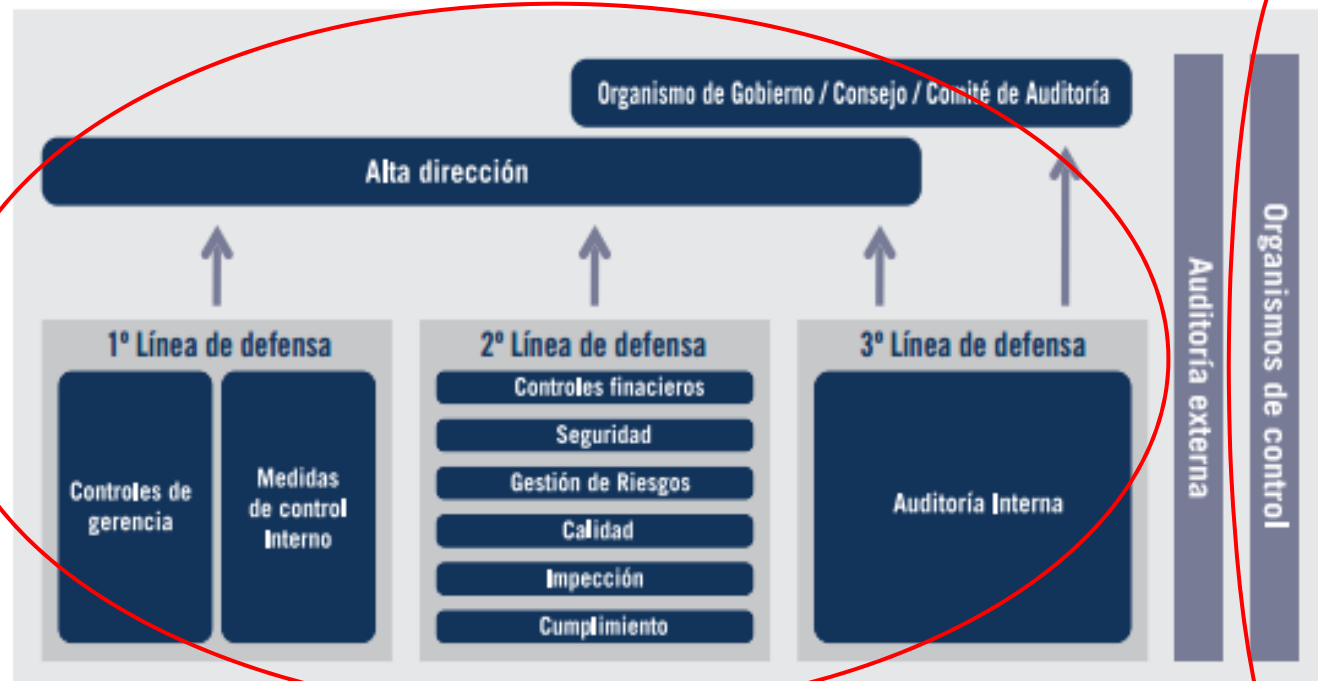 Organismo de Gobierno / Consejo / Comité de Auditoría
Alta dirección
1º Línea de defensa
Controles de
gerencia
Medidas
de control
Interno
2º Línea de defensa
Controles finacieros
Seguridad
Gestión de Riesgos
Calidad
Impección
Cumplimiento
3º Línea de defensa
Auditoría Interna
Auditoría externa
Organismos de control